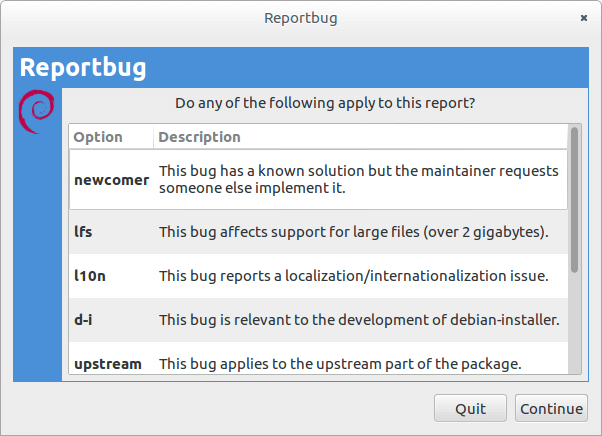 Reportbug
Reportbug
Do any of the following apply to this report?
Option Description
newcomer This bug has a known solution but the maintainer requests
someone else implement it.
lfs This bug affects support for large files (over 2 gigabytes).
l10n This bug reports a localization/internationalization issue.
d-i This bug is relevant to the development of debian-installer.
upstream This bug applies to the upstream part of the package.
Quit Continue